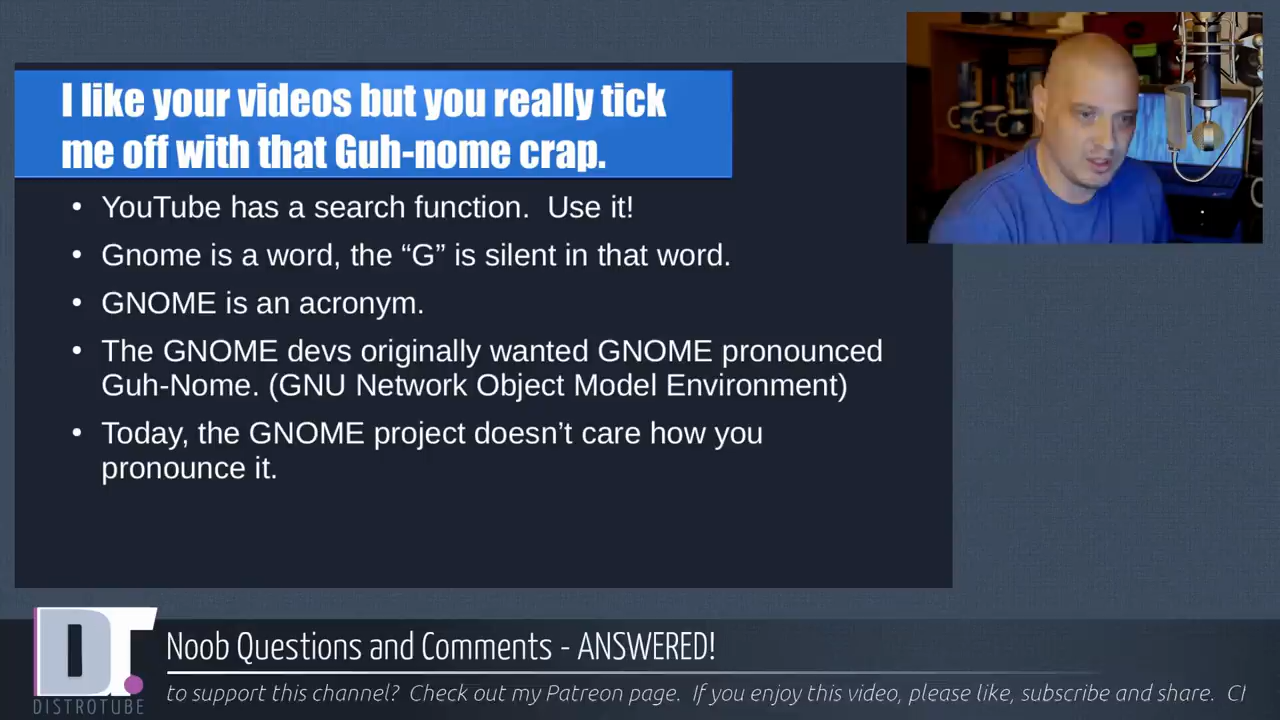 I like your videos but you really tick
me off with that Guh-nome crap.
• YouTube has a search function.  Use it!
• Gnome is a word, the “G” is silent in that word.
• GNOME is an acronym.
• The GNOME devs originally wanted GNOME pronounced
Guh-Nome. (GNU Network Object Model Environment)
• Today, the GNOME project doesn’t care how you
pronounce it.
DT
DISTROTUBE
Noob Questions and Comments - ANSWERED!
to support this channel?  Check out my Patreon page.  If you enjoy this video, please like, subscribe and share.